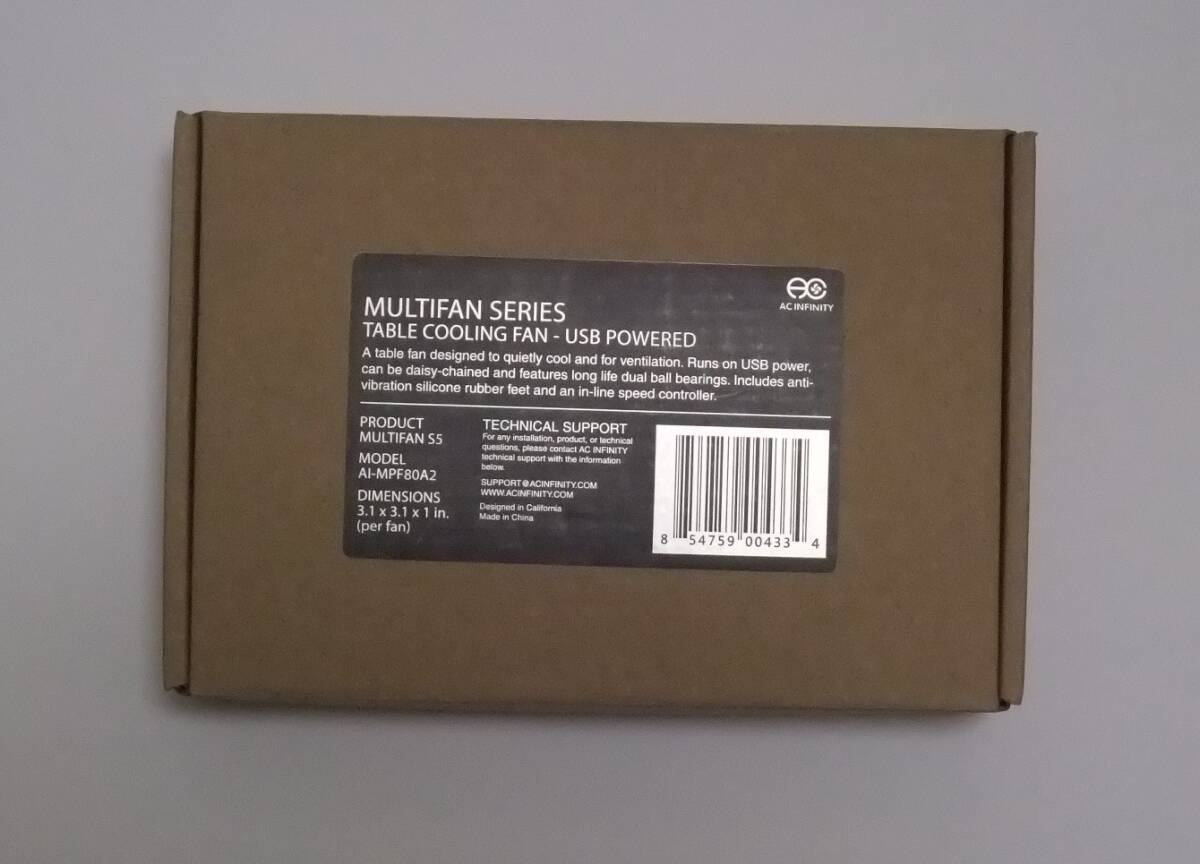 AC INFINITY
MULTIFAN SERIES
TABLE COOLING FAN - USB POWERED
A table fan designed to quietly cool and for ventilation. Runs on USB power,
can be daisy-chained and features long life dual ball bearings. Includes anti-
vibration silicone rubber feet and an in-line speed controller.
PRODUCT
MULTIFAN S5
MODEL
AI-MPF80A2
DIMENSIONS
3.1 x 3.1 x 1 in.
(per fan)
TECHNICAL SUPPORT
For any installation, product, or technical
questions, please contact AC INFINITY
technical support with the information
below.
SUPPORT@ACINFINITY.COM
WWW.ACINFINITY.COM
Designed in California
Made in China
8 54759 00433 4